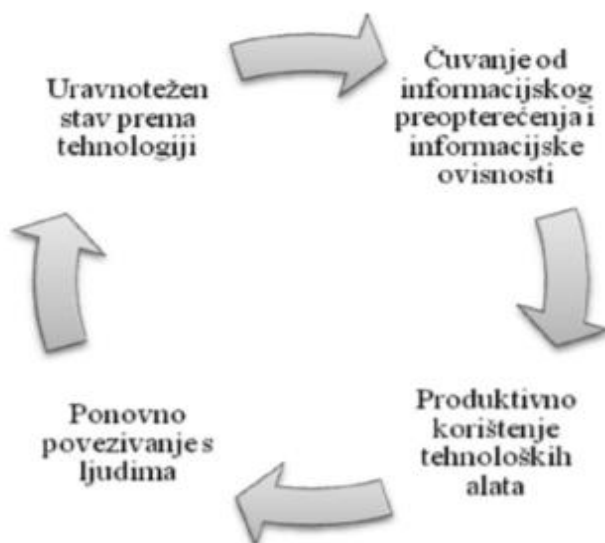 Uravnotežen
stav prema
tehnologiji
Čuvanje od
informacijskog
preopterećenja i
informacijske
ovisnosti
Produktivno
korištenje
tehnoloških
alata
Ponovno
povezivanje s
ljudima